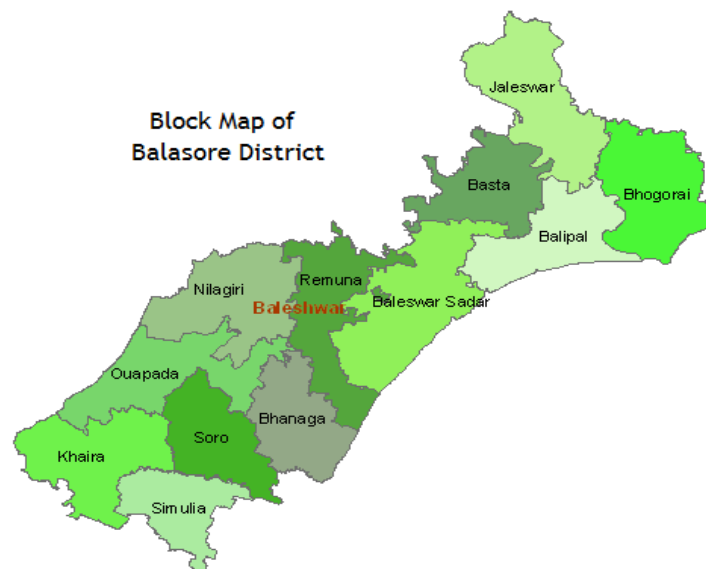 Block Map of
Balasore District
Jaleswar
Basta
Bhogorai
Balipal
Nilagiri
Remuna
Baleswar Sadar
Baleshwar
Ouapada
Bhanaga
Soro
Khaira
Simulia